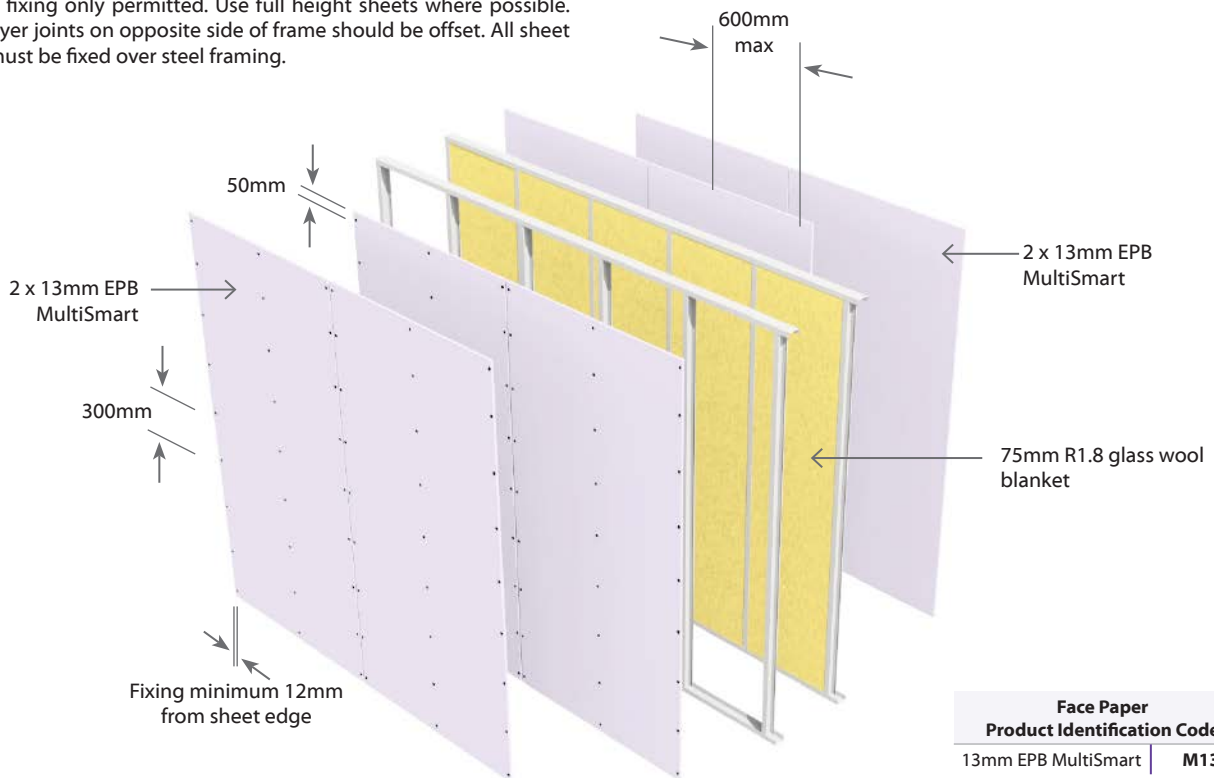 fixing only permitted. Use full height sheets where possible.
yer joints on opposite side of frame should be offset. All sheet
must be fixed over steel framing.
600mm
max
50mm
2 x 13mm EPB
MultiSmart
2 x 13mm EPB
MultiSmart
300mm
75mm R1.8 glass wool
blanket
Fixing minimum 12mm
from sheet edge
Face Paper
Product Identification Code
13mm EPB MultiSmart M13